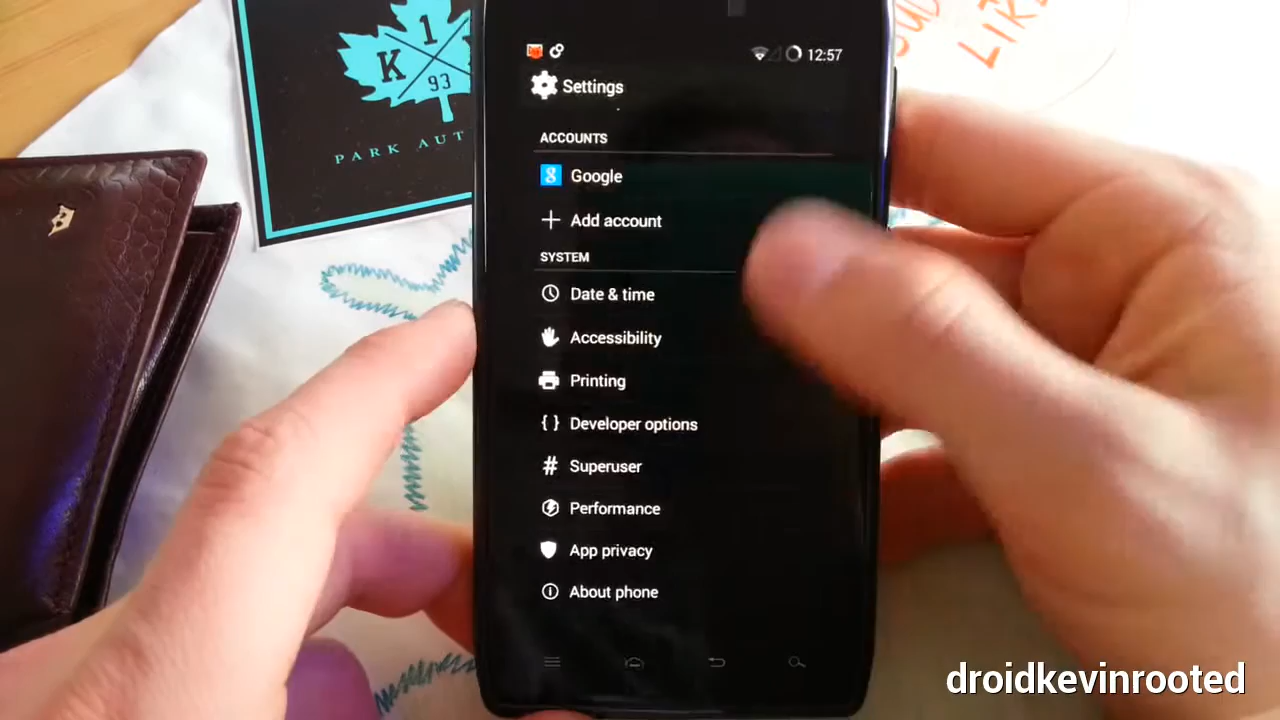 K 1
93
PARK AUT
LIKE
12:57
Settings
ACCOUNTS
Google
Add account
SYSTEM
Date & time
Accessibility
Printing
Developer options
Superuser
Performance
App privacy
About phone
droidkevinrooted